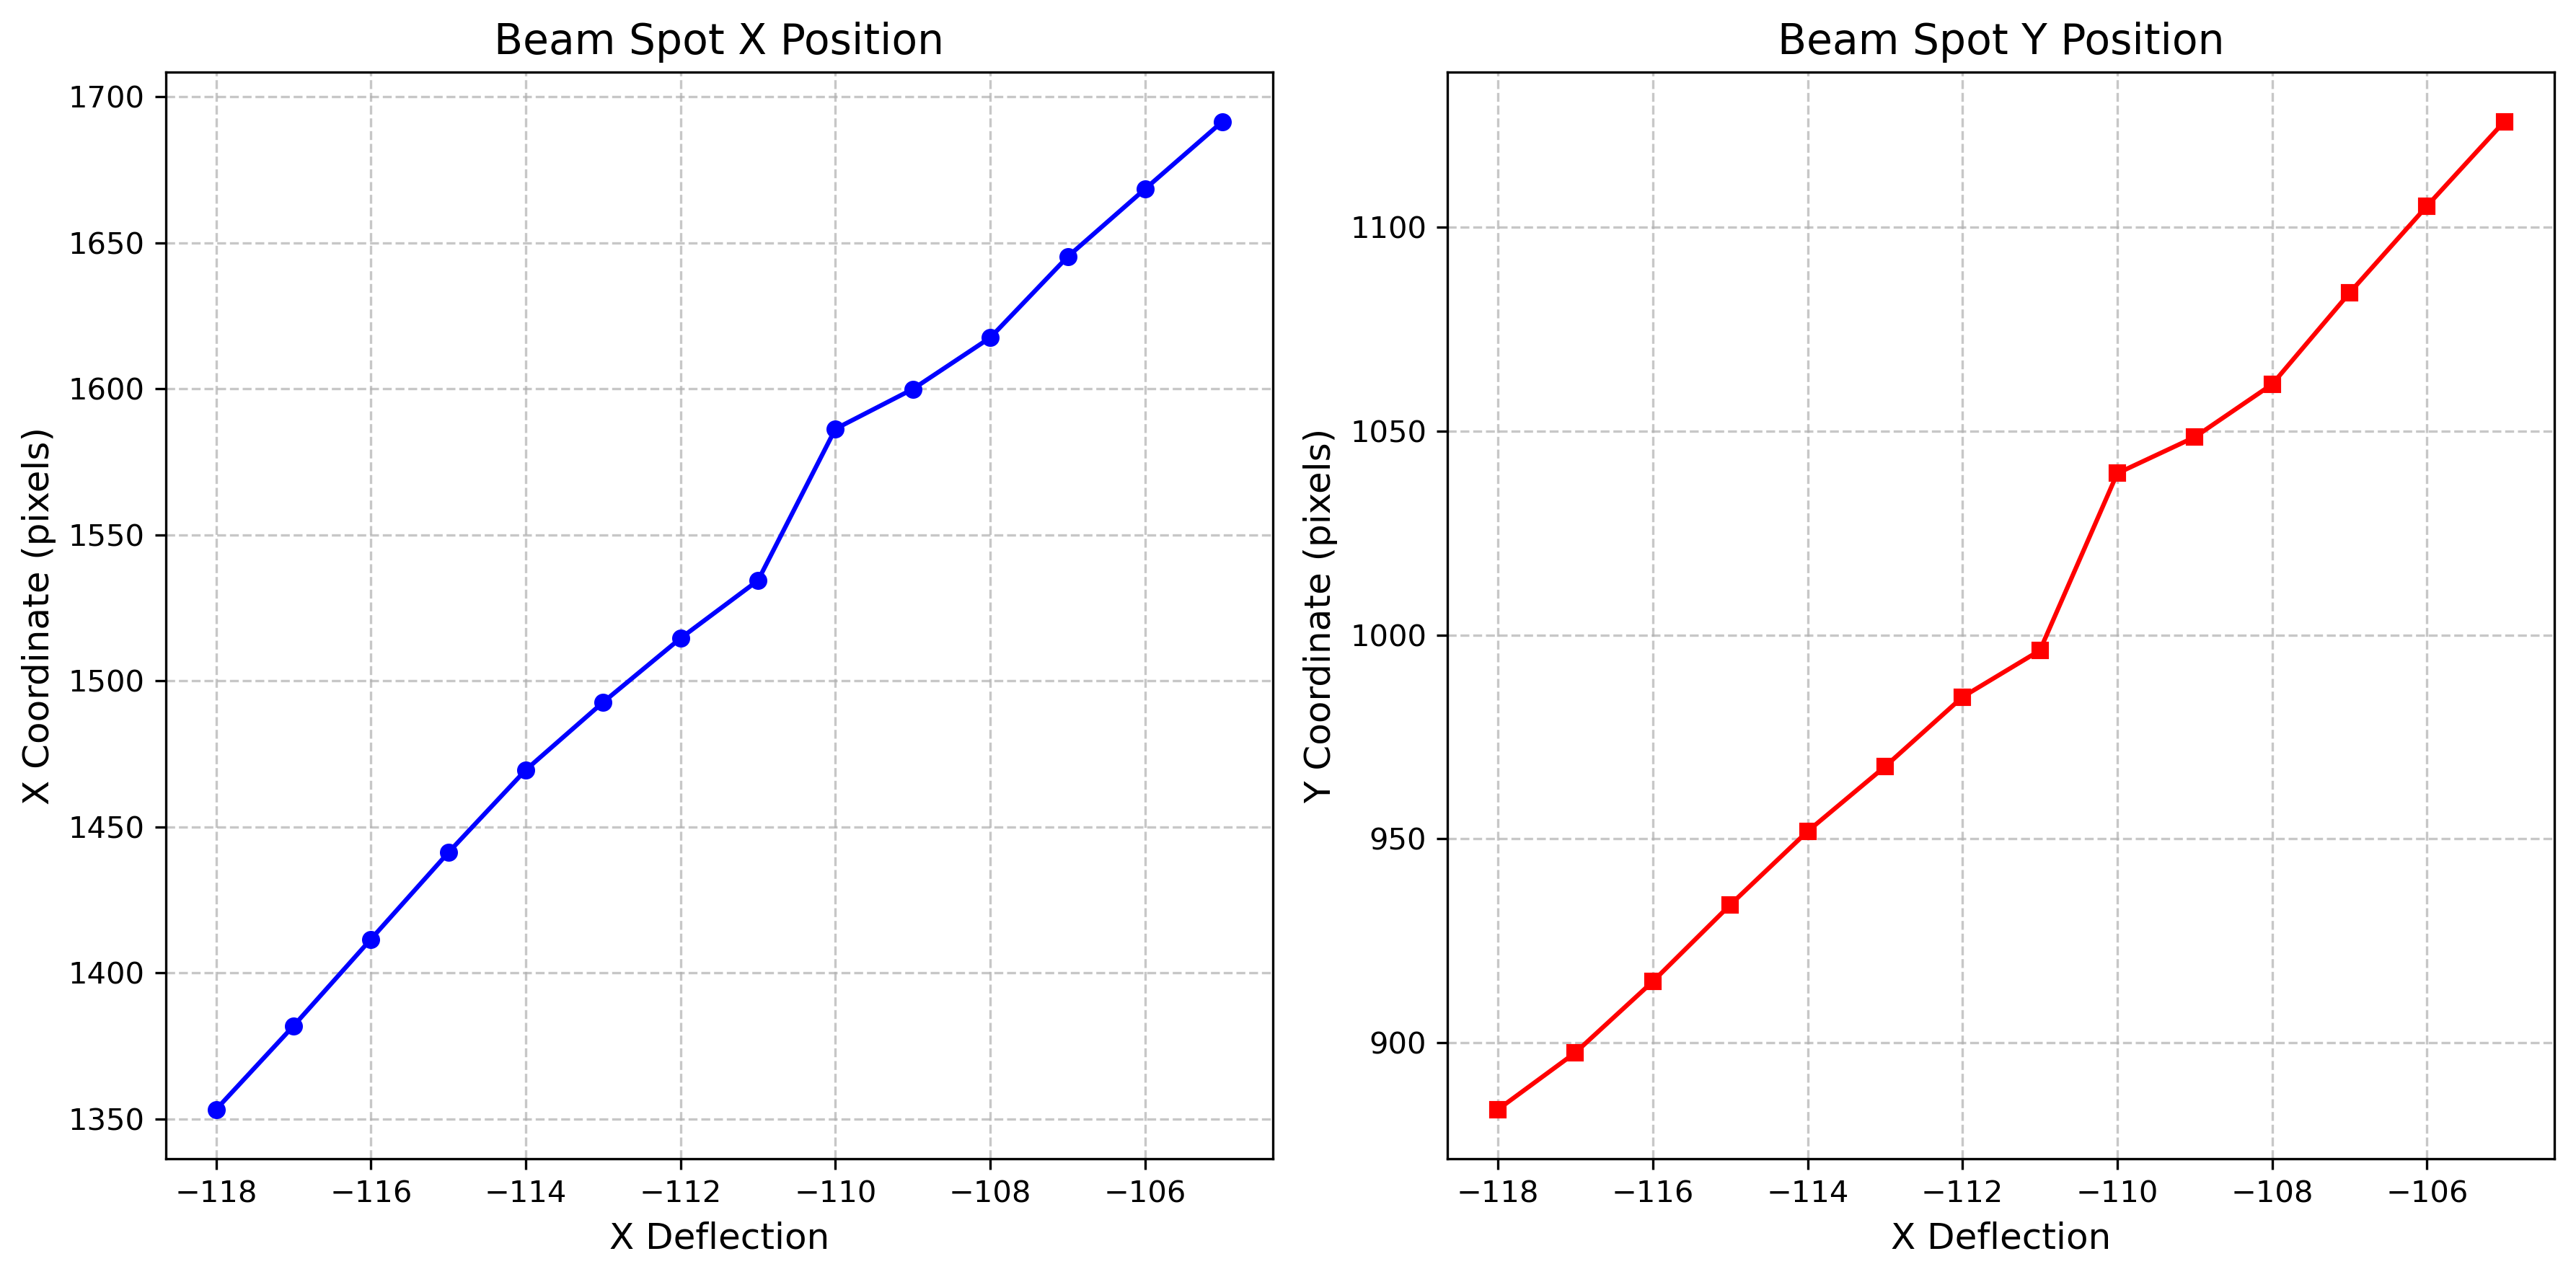 Beam Spot X Position
1700
1650
1600
1550
1500
1450
1400
1350
X Coordinate (pixels)
−118 −116 −114 −112 −110 −108 −106
X Deflection
Beam Spot Y Position
1100
1050
1000
950
900
Y Coordinate (pixels)
−118 −116 −114 −112 −110 −108 −106
X Deflection